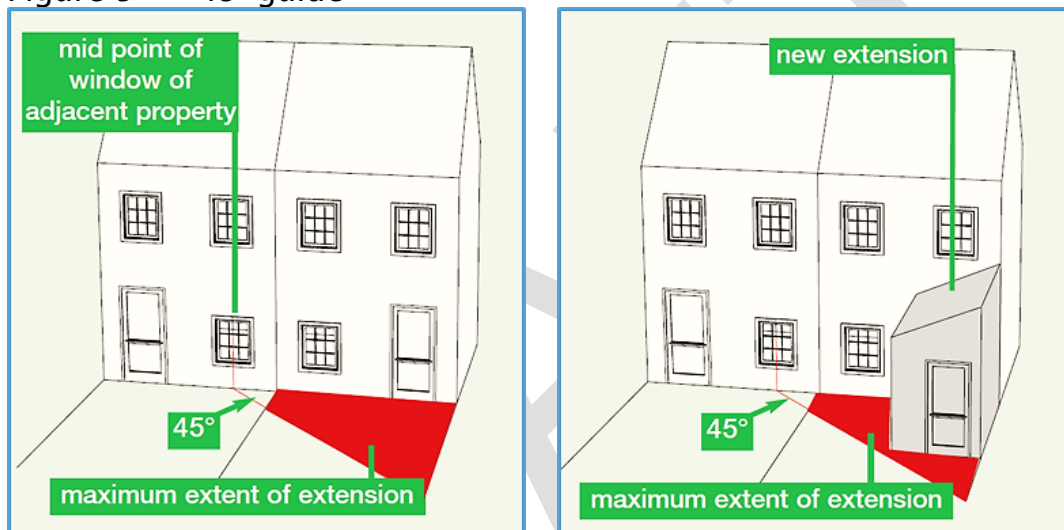 mid point of
window of
adjacent property
45°
maximum extent of extension
new extension
45°
maximum extent of extension